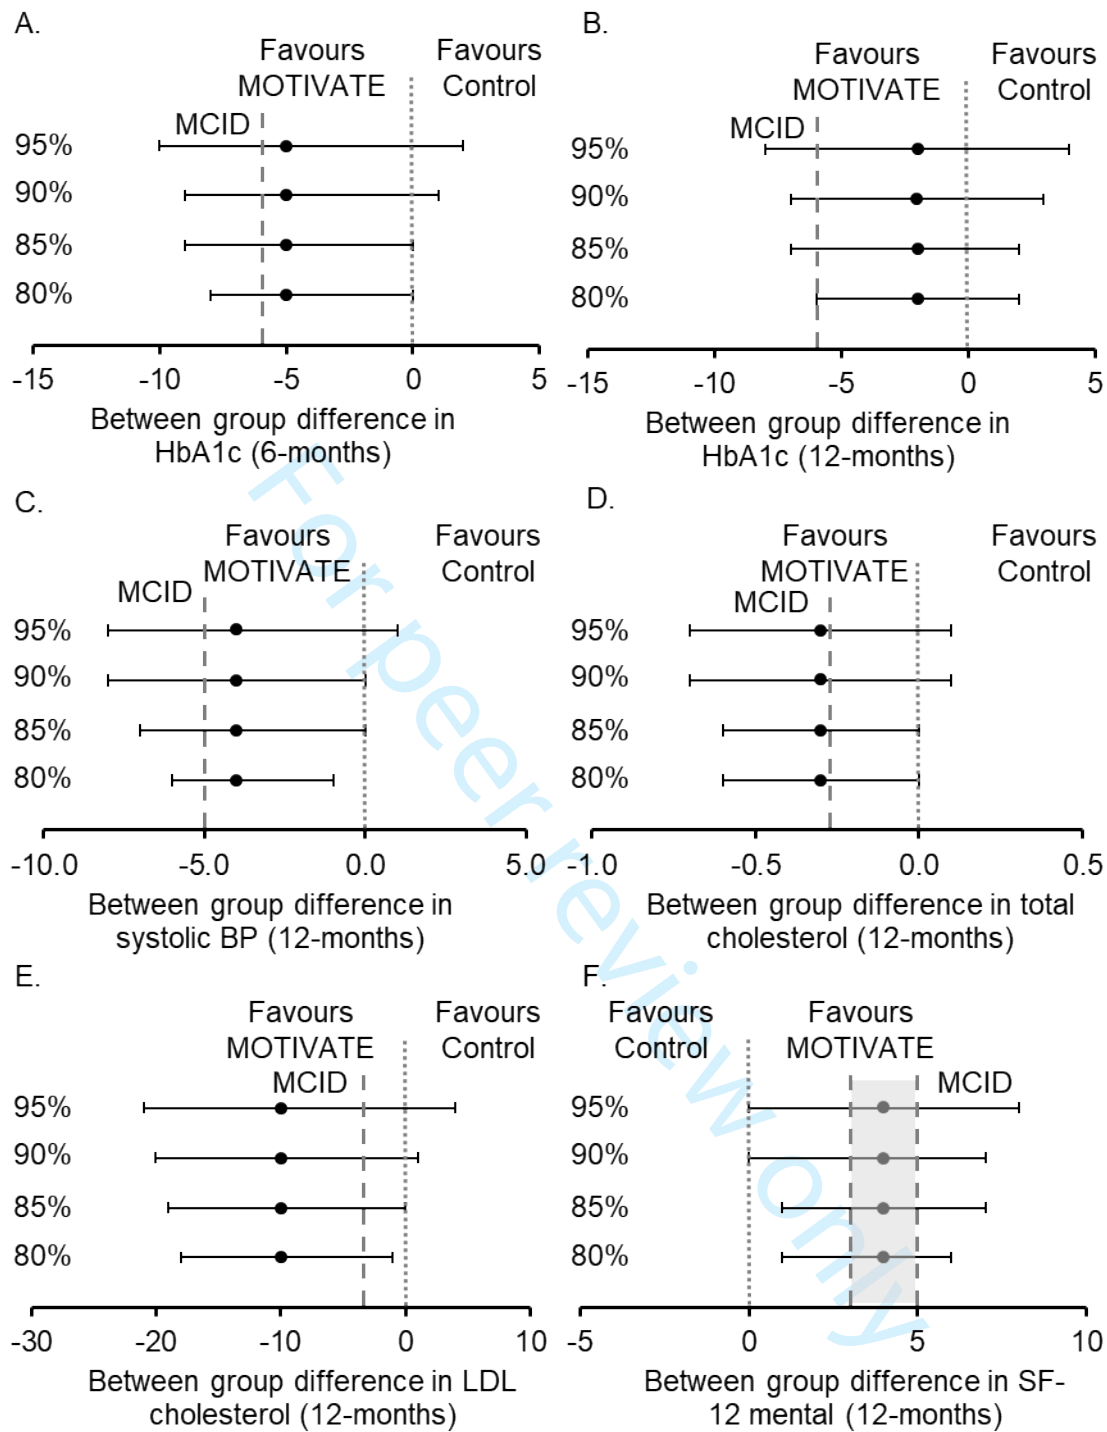 A.
Favours
MOTIVATE
Favours
Control
MCID
95%
90%
85%
80%
-15
-10
-5
0
5
Between group difference in
HbA1c (6-months)
B.
Favours
MOTIVATE
Favours
Control
MCID
95%
90%
85%
80%
-15
-10
-5
0
5
Between group difference in
HbA1c (12-months)
C.
Favours
MOTIVATE
Favours
Control
MCID
95%
90%
85%
80%
-10.0
-5.0
0.0
5.0
Between group difference in
systolic BP (12-months)
D.
Favours
MOTIVATE
Favours
Control
MCID
95%
90%
85%
80%
-1.0
-0.5
0.0
0.5
Between group difference in total
cholesterol (12-months)
E.
Favours
MOTIVATE
Favours
Control
MCID
95%
90%
85%
80%
-30
-20
-10
0
10
Between group difference in LDL
cholesterol (12-months)
F.
Favours
Control
Favours
MOTIVATE
MCID
95%
90%
85%
80%
-5
0
5
10
Between group difference in SF-
12 mental (12-months)
For peer review only